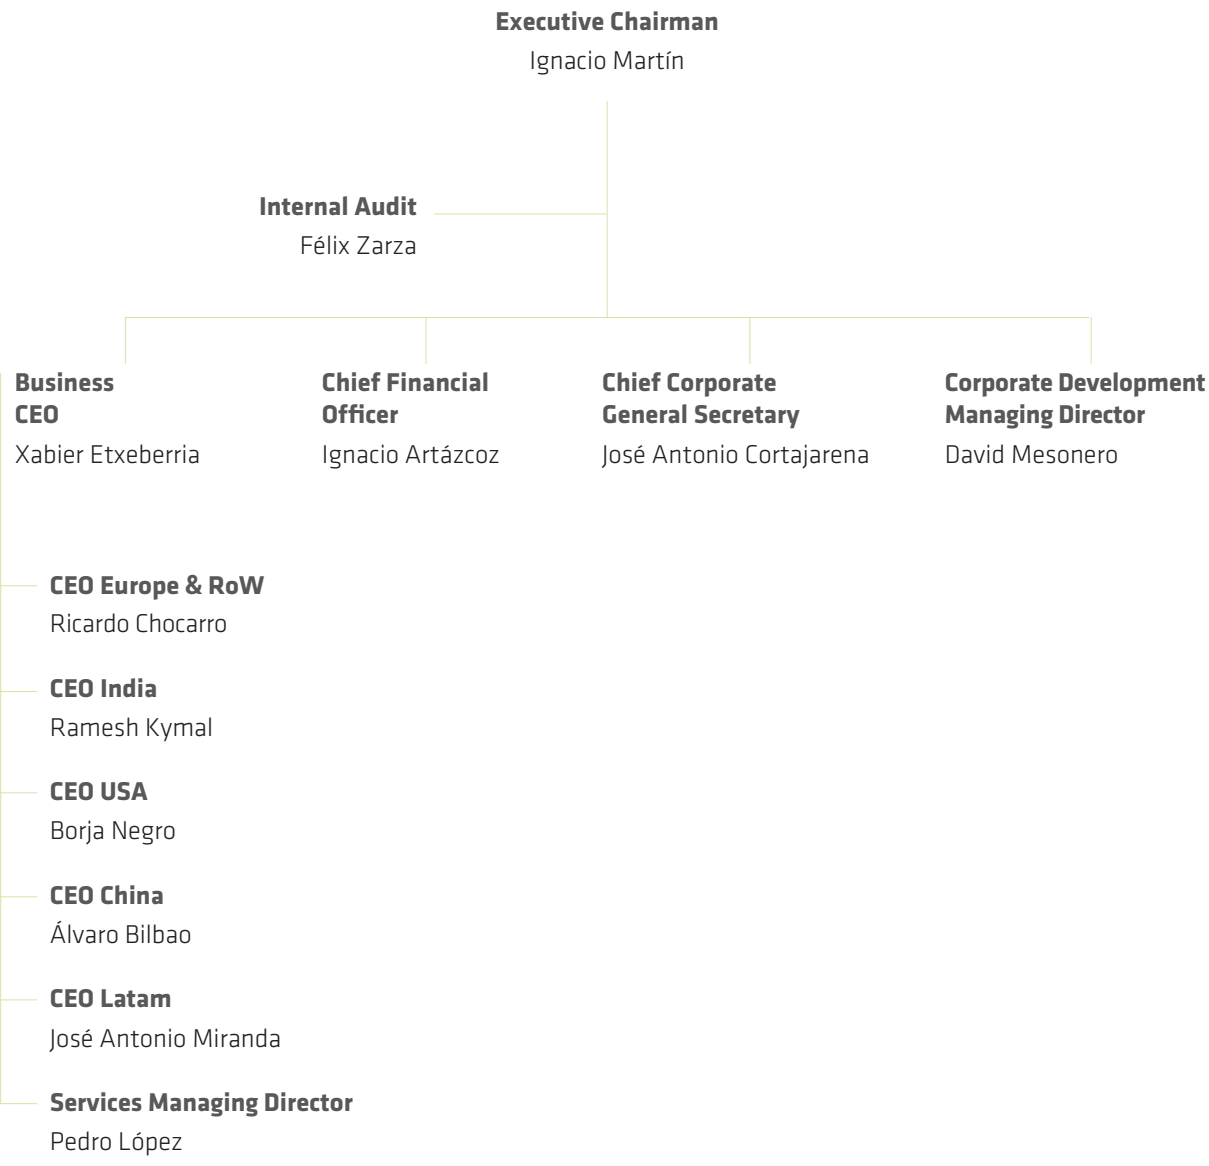 Executive Chairman
Ignacio Martín
Internal Audit
Félix Zarza
Business
CEO
Xabier Etxeberria
Chief Financial
Officer
Ignacio Artázcoz
Chief Corporate
General Secretary
José Antonio Cortajarena
Corporate Development
Managing Director
David Mesonero
CEO Europe & RoW
Ricardo Chocarro
CEO India
Ramesh Kymal
CEO USA
Borja Negro
CEO China
Álvaro Bilbao
CEO Latam
José Antonio Miranda
Services Managing Director
Pedro López